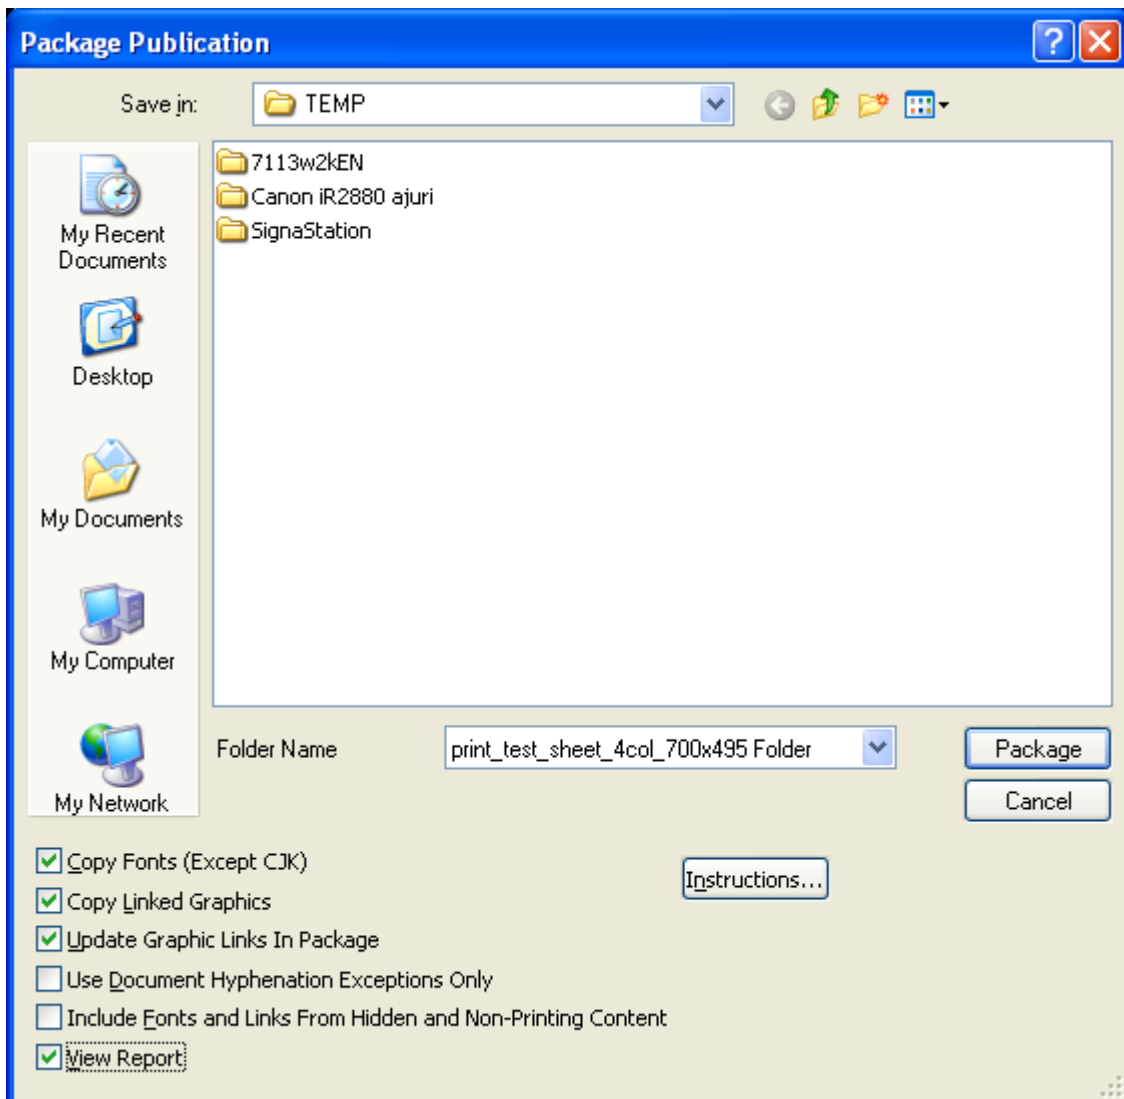 Package Publication
Save in:
TEMP
7113w2kEN
Canon iR2880 ajuri
SignaStation
My Recent
Documents
Desktop
My Documents
My Computer
My Network
Folder Name
print_test_sheet_4col_700x495 Folder
Package
Cancel
Copy Fonts (Except CJK)
Instructions...
Copy Linked Graphics
Update Graphic Links In Package
Use Document Hyphenation Exceptions Only
Include Fonts and Links From Hidden and Non-Printing Content
View Report